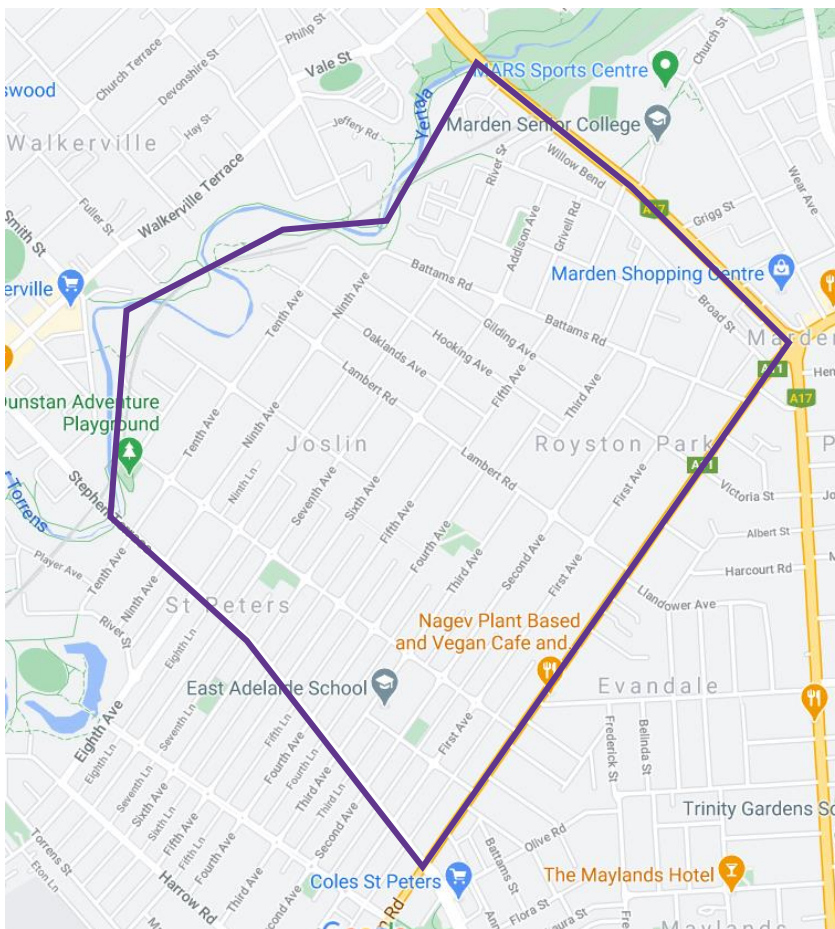 Philip St
Church St
Church Terrace
Devonshire St
Vale St
swood
MARS Sports Centre
Yertala
Hay St
Jeffery Rd
Marden Senior College
Walkerville
River St
Willow Bend
Walkerville Terrace
Wear Ave
Fuller St
Addison Ave
Grivell Rd
A17
Grigg St
Smith St
Battams Rd
Marden Shopping Centre
erville
Tenth Ave
Ninth Ave
Broad St
Gilding Ave
Battams Rd
Hooking Ave
Oaklands Ave
Marden
Lambert Rd
Fifth Ave
Third Ave
A11
Hen
Dunstan Adventure
Playground
A17
Tenth Ave
Ninth Ave
Joslin
Royston Park
P
Lambert Rd
Ninth Ln
Seventh Ave
Sixth Ave
First Ave
A11
r Torrens
Stephen Terrace
Fifth Ave
Victoria St
Jo
Fourth Ave
Third Ave
Second Ave
Albert St
Player Ave
Tenth Ave
Ninth Ave
First Ave
Harcourt Rd
M
St Peters
Llandower Ave
River St
Eighth Ln
Nagev Plant Based
and Vegan Cafe and...
East Adelaide School
Evandale
Eighth Ave
Seventh Ln
Fifth Ln
First Ave
Fourth Ave
Fourth Ln
Frederick St
Belinda St
Eighth Ln
Seventh Ln
Third Ave
Third Ln
Sixth Ave
Sixth Ln
Second Ave
Trinity Gardens Sc
Fifth Ave
Fifth Ln
Olive Rd
Torrens St
Fourth Ave
Battams St
Eton Ln
Coles St Peters
The Maylands Hotel
Harrow Rd
Second Ave
n Rd
Flora St
Maylands